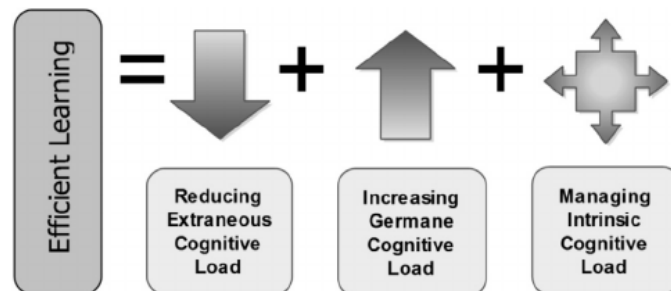 Efficient Learning
=
+
+
Reducing
Extraneous
Cognitive
Load
Increasing
Germane
Cognitive
Load
Managing
Intrinsic
Cognitive
Load